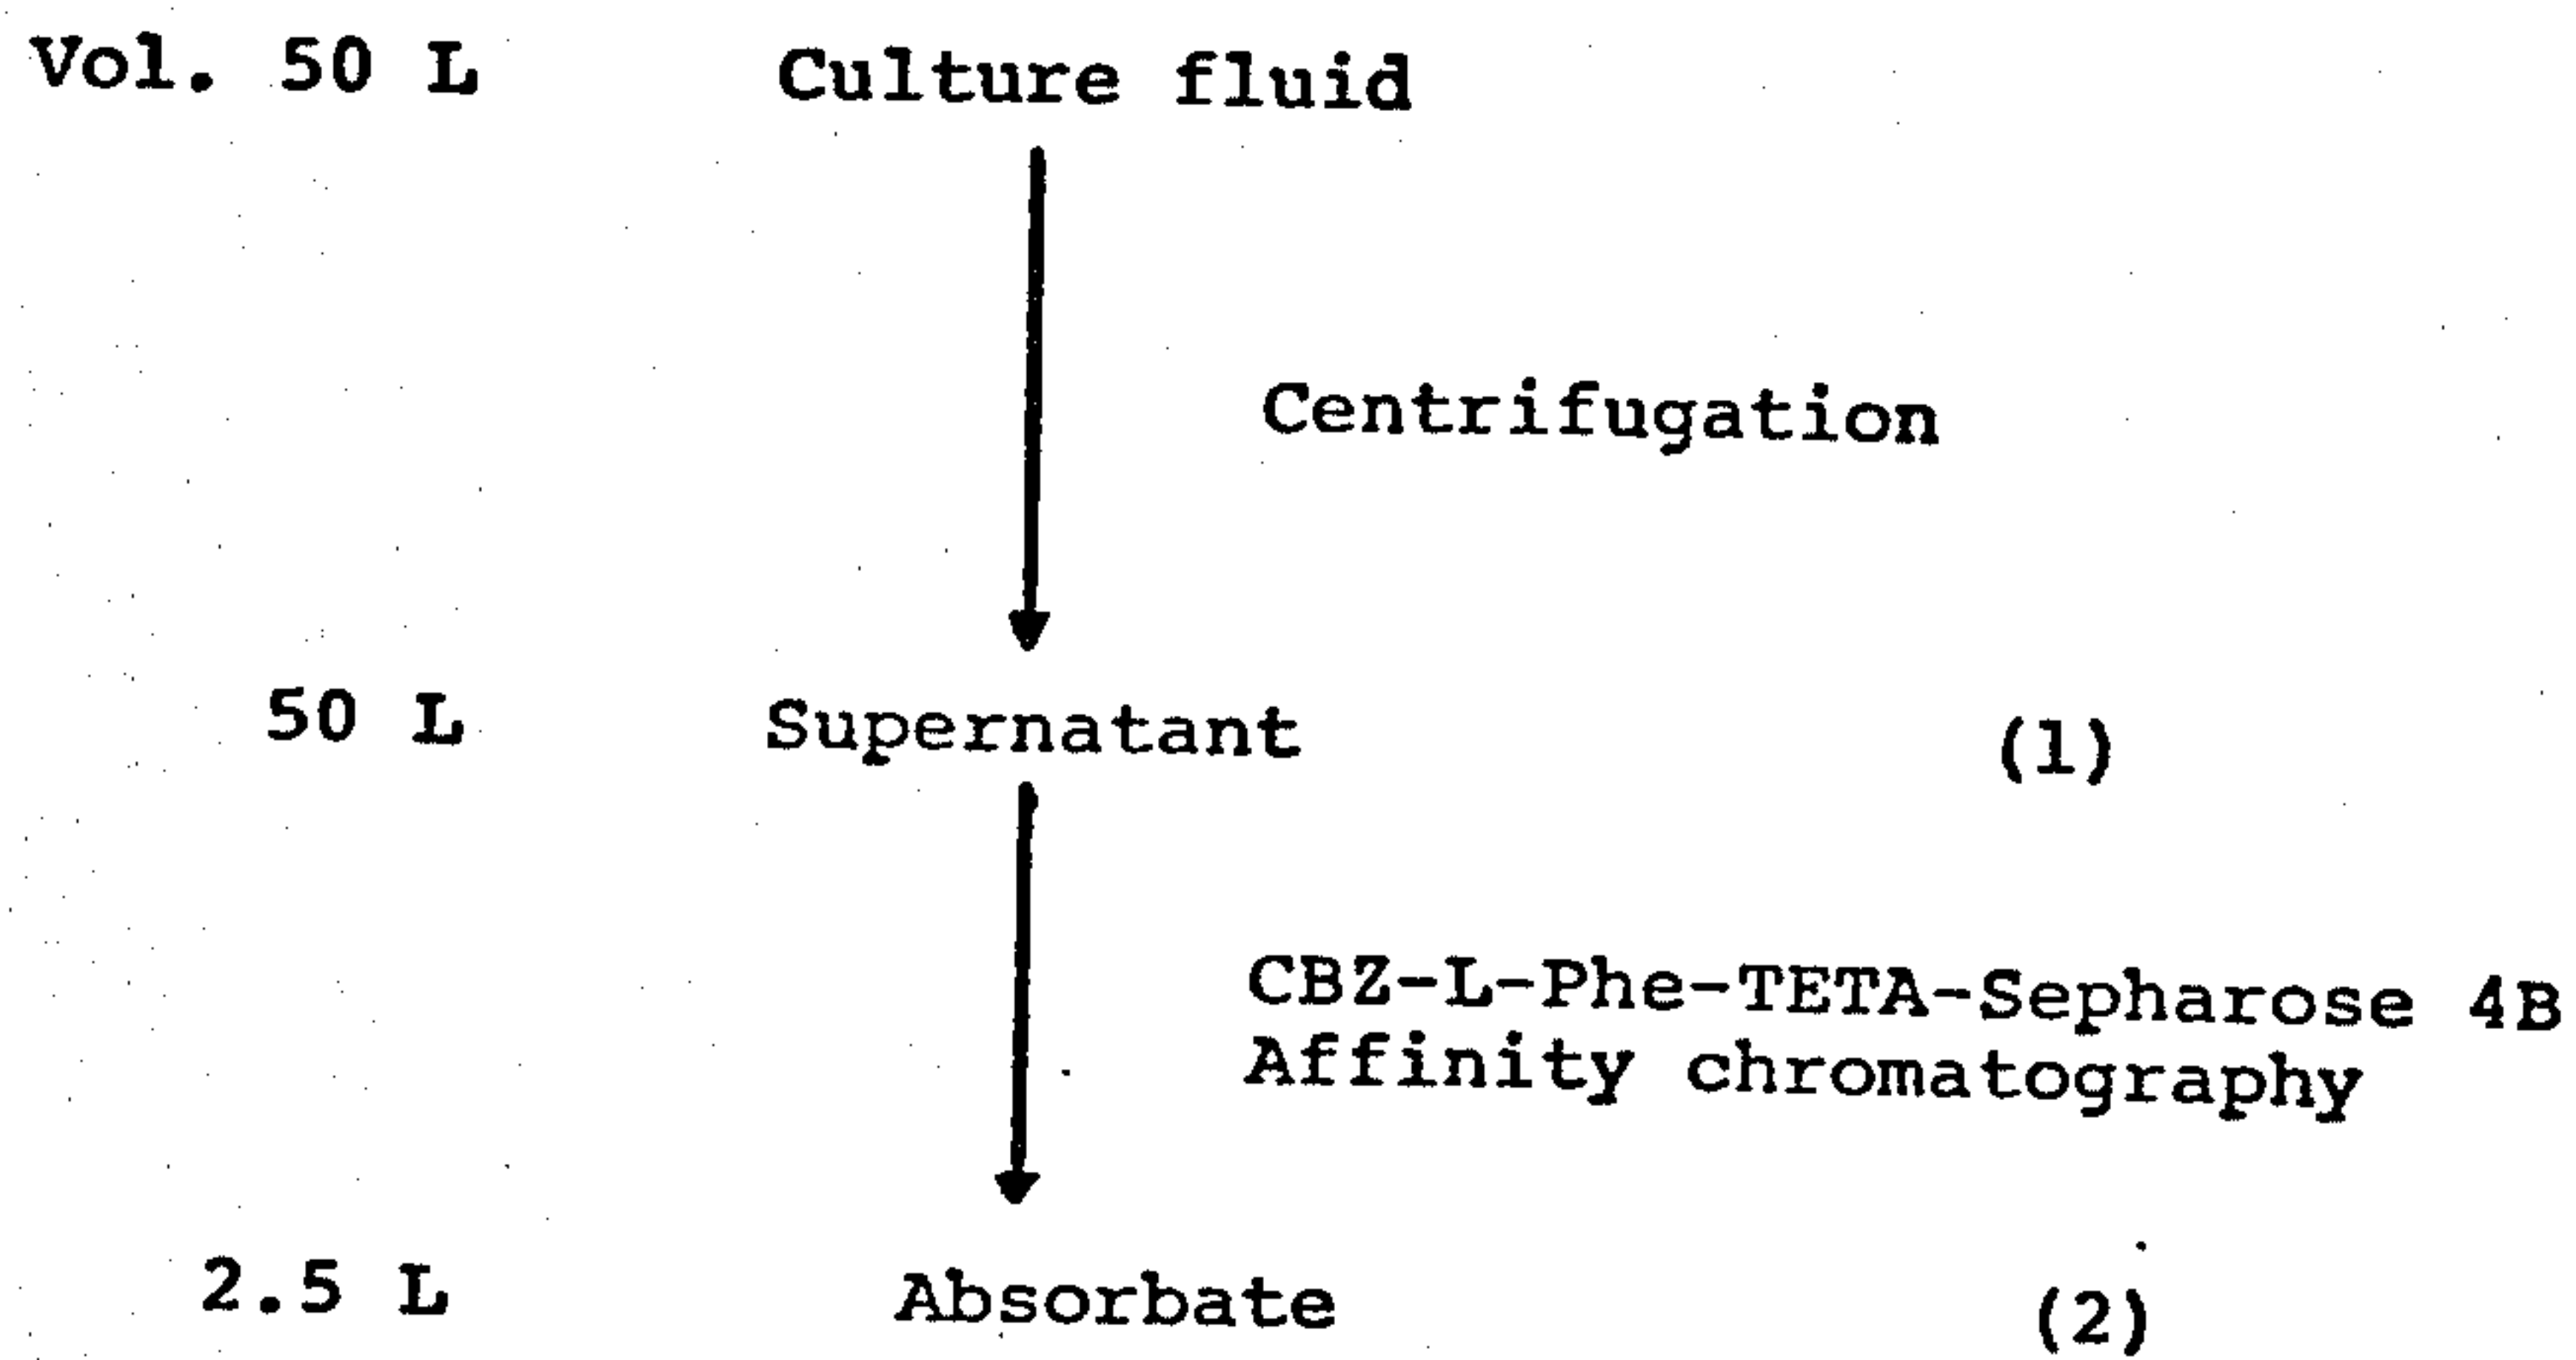 Vol. 50 L Culture fluid
Centrifugation
50 L Supernatant (1)
CBZ-L-Phe-TETA-Sepharose 4B
Affinity chromatography
2.5 L Absorbate (2)